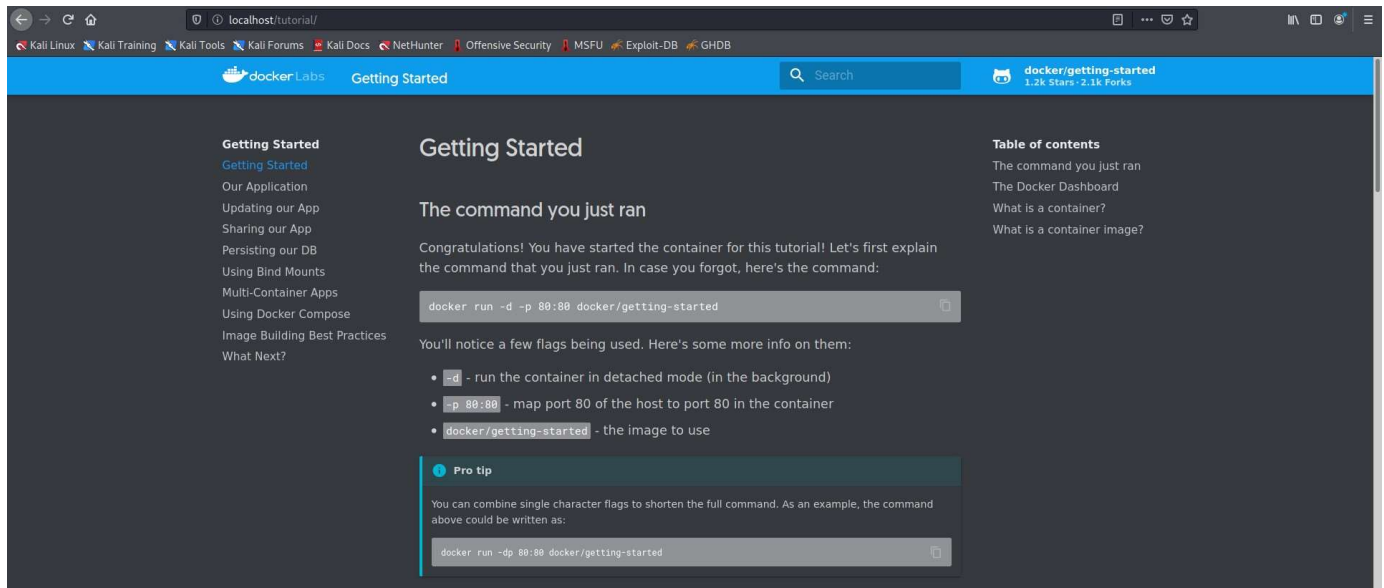 localhost/tutorial/
Kali Linux Kali Training Kali Tools Kali Forums Kali Docs NetHunter Offensive Security MSFU Exploit-DB GHDB
dockerLabs Getting Started Search docker/getting-started
1.2k Stars · 2.1k Forks
Getting Started
Getting Started
Our Application
Updating our App
Sharing our App
Persisting our DB
Using Bind Mounts
Multi-Container Apps
Using Docker Compose
Image Building Best Practices
What Next?
Getting Started
The command you just ran
Congratulations! You have started the container for this tutorial! Let's first explain
the command that you just ran. In case you forgot, here's the command:
docker run -d -p 80:80 docker/getting-started
You'll notice a few flags being used. Here's some more info on them:
-d - run the container in detached mode (in the background)
-p 80:80 - map port 80 of the host to port 80 in the container
docker/getting-started - the image to use
Pro tip
You can combine single character flags to shorten the full command. As an example, the command
above could be written as:
docker run -dp 80:80 docker/getting-started
Table of contents
The command you just ran
The Docker Dashboard
What is a container?
What is a container image?